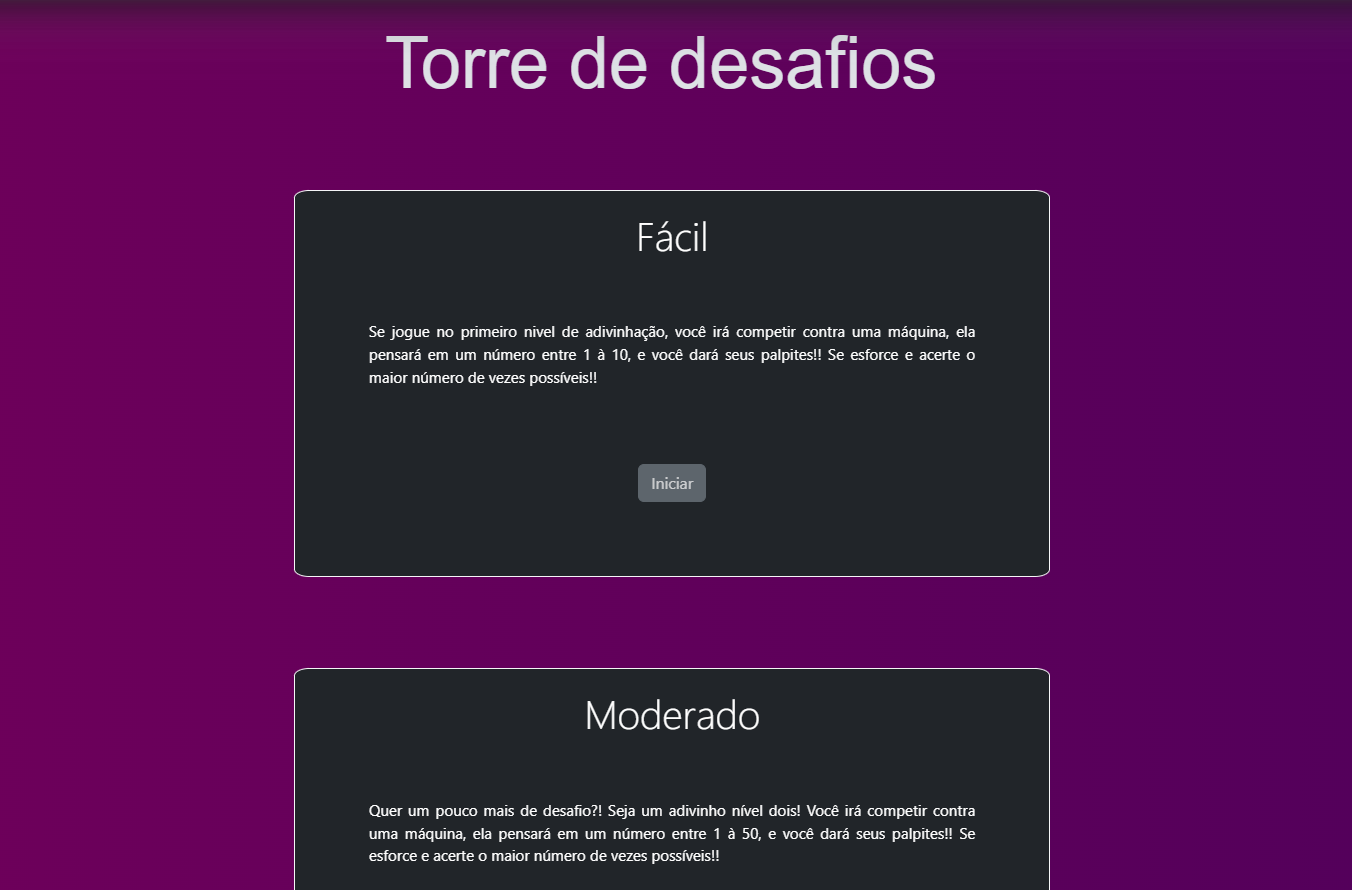 Torre de desafios
Fácil
Se jogue no primeiro nivel de adivinhação, você irá competir contra uma máquina, ela
pensará em um número entre 1 à 10, e você dará seus palpites!! Se esforce e acerte o
maior número de vezes possíveis!!
Iniciar
Moderado
Quer um pouco mais de desafio?! Seja um adivinho nível dois! Você irá competir contra
uma máquina, ela pensará em um número entre 1 à 50, e você dará seus palpites!! Se
esforce e acerte o maior número de vezes possíveis!!